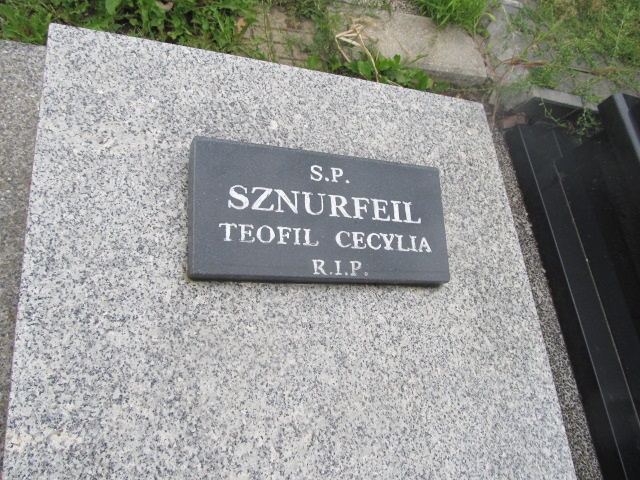 S.P.
SZNURFEIL
TEOFIL CECYLIA
R.I.P.